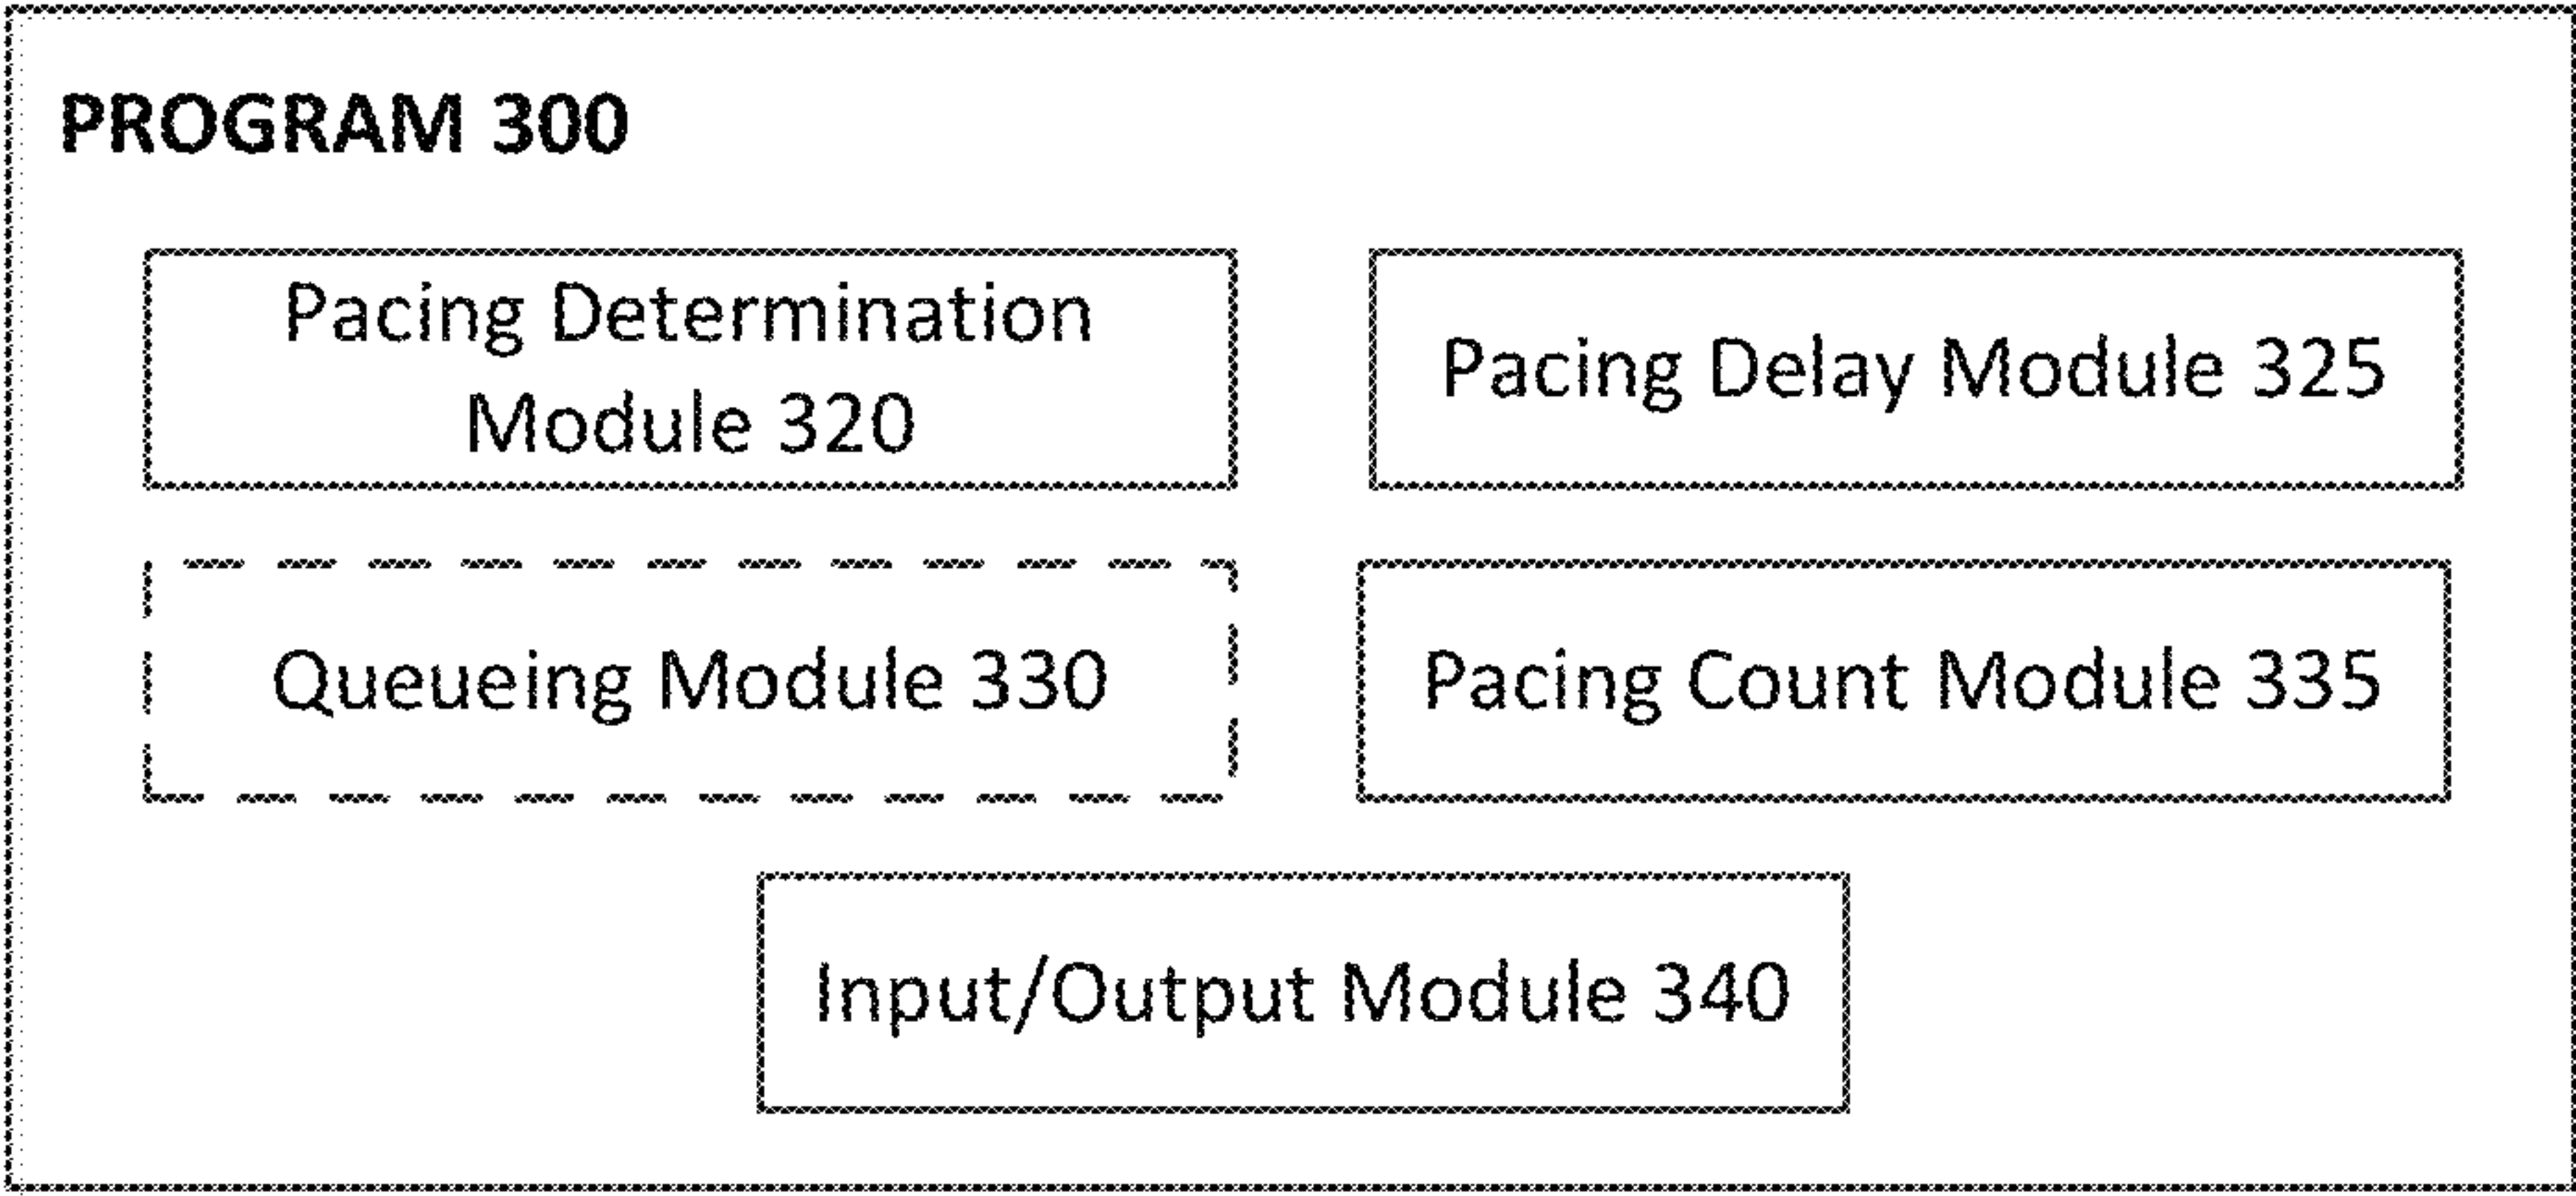 PROGRAM 300
Pacing Determination
Module 320
Pacing Delay Module 325
Queueing Module 330
Pacing Count Module 335
Input/Output Module 340